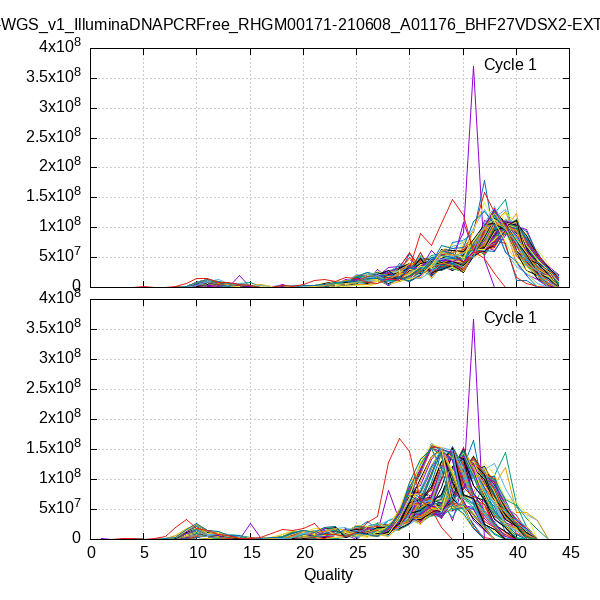 -WGS_v1_IlluminaDNAPCRFree_RHGM00171-210608_A01176_BHF27VDSX2-EXT
4x10^8
Cycle 1
3.5x10^8
3x10^8
2.5x10^8
2x10^8
1.5x10^8
1x10^8
5x10^7
0
4x10^8
Cycle 1
3.5x10^8
3x10^8
2.5x10^8
2x10^8
1.5x10^8
1x10^8
5x10^7
0
0 5 10 15 20 25 30 35 40 45
Quality